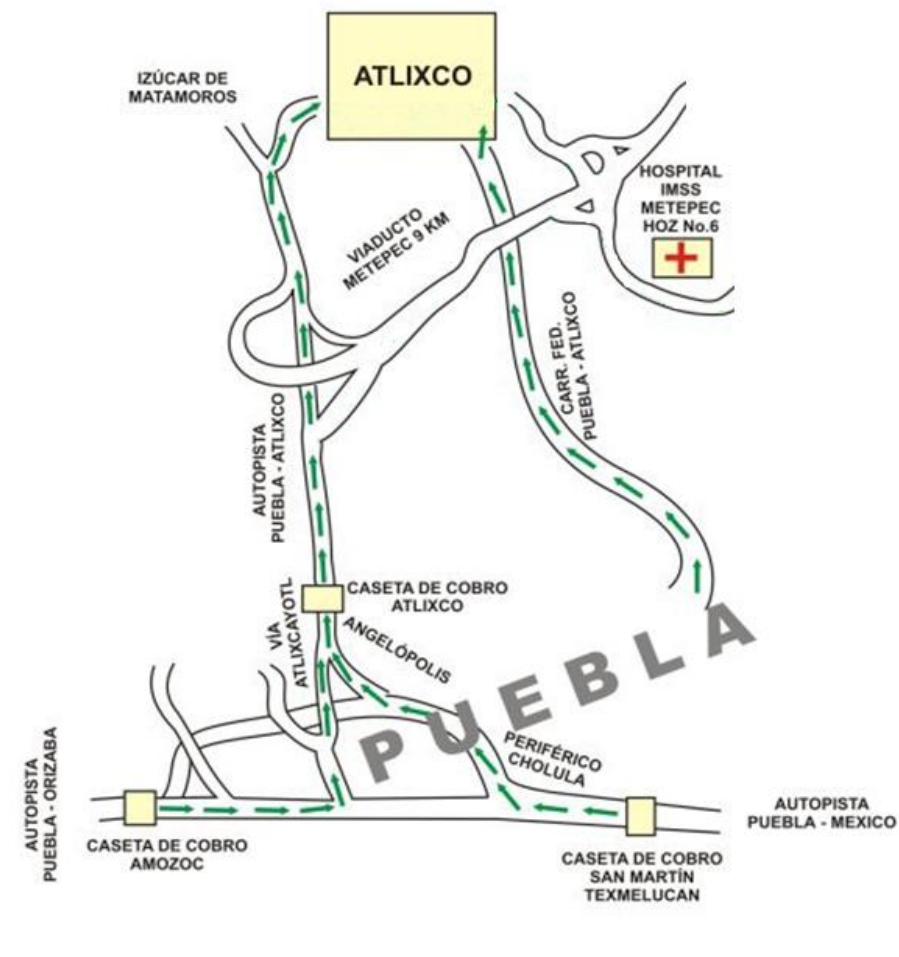 ATLIXCO
IZÚCAR DE
MATAMOROS
HOSPITAL
IMSS
METEPEC
HOZ No.6
VIADUCTO
METEPEC 9 KM
CARR. FED.
PUEBLA - ATLIXCO
AUTOPISTA
PUEBLA - ATLIXCO
CASETA DE COBRO
ATLIXCO
VÍA
ATLIXCAYOTL
ANGELÓPOLIS
PUEBLA
PERIFÉRICO
CHOLULA
AUTOPISTA
PUEBLA - ORIZABA
AUTOPISTA
PUEBLA - MEXICO
CASETA DE COBRO
AMOZOC
CASETA DE COBRO
SAN MARTÍN
TEXMELUCAN